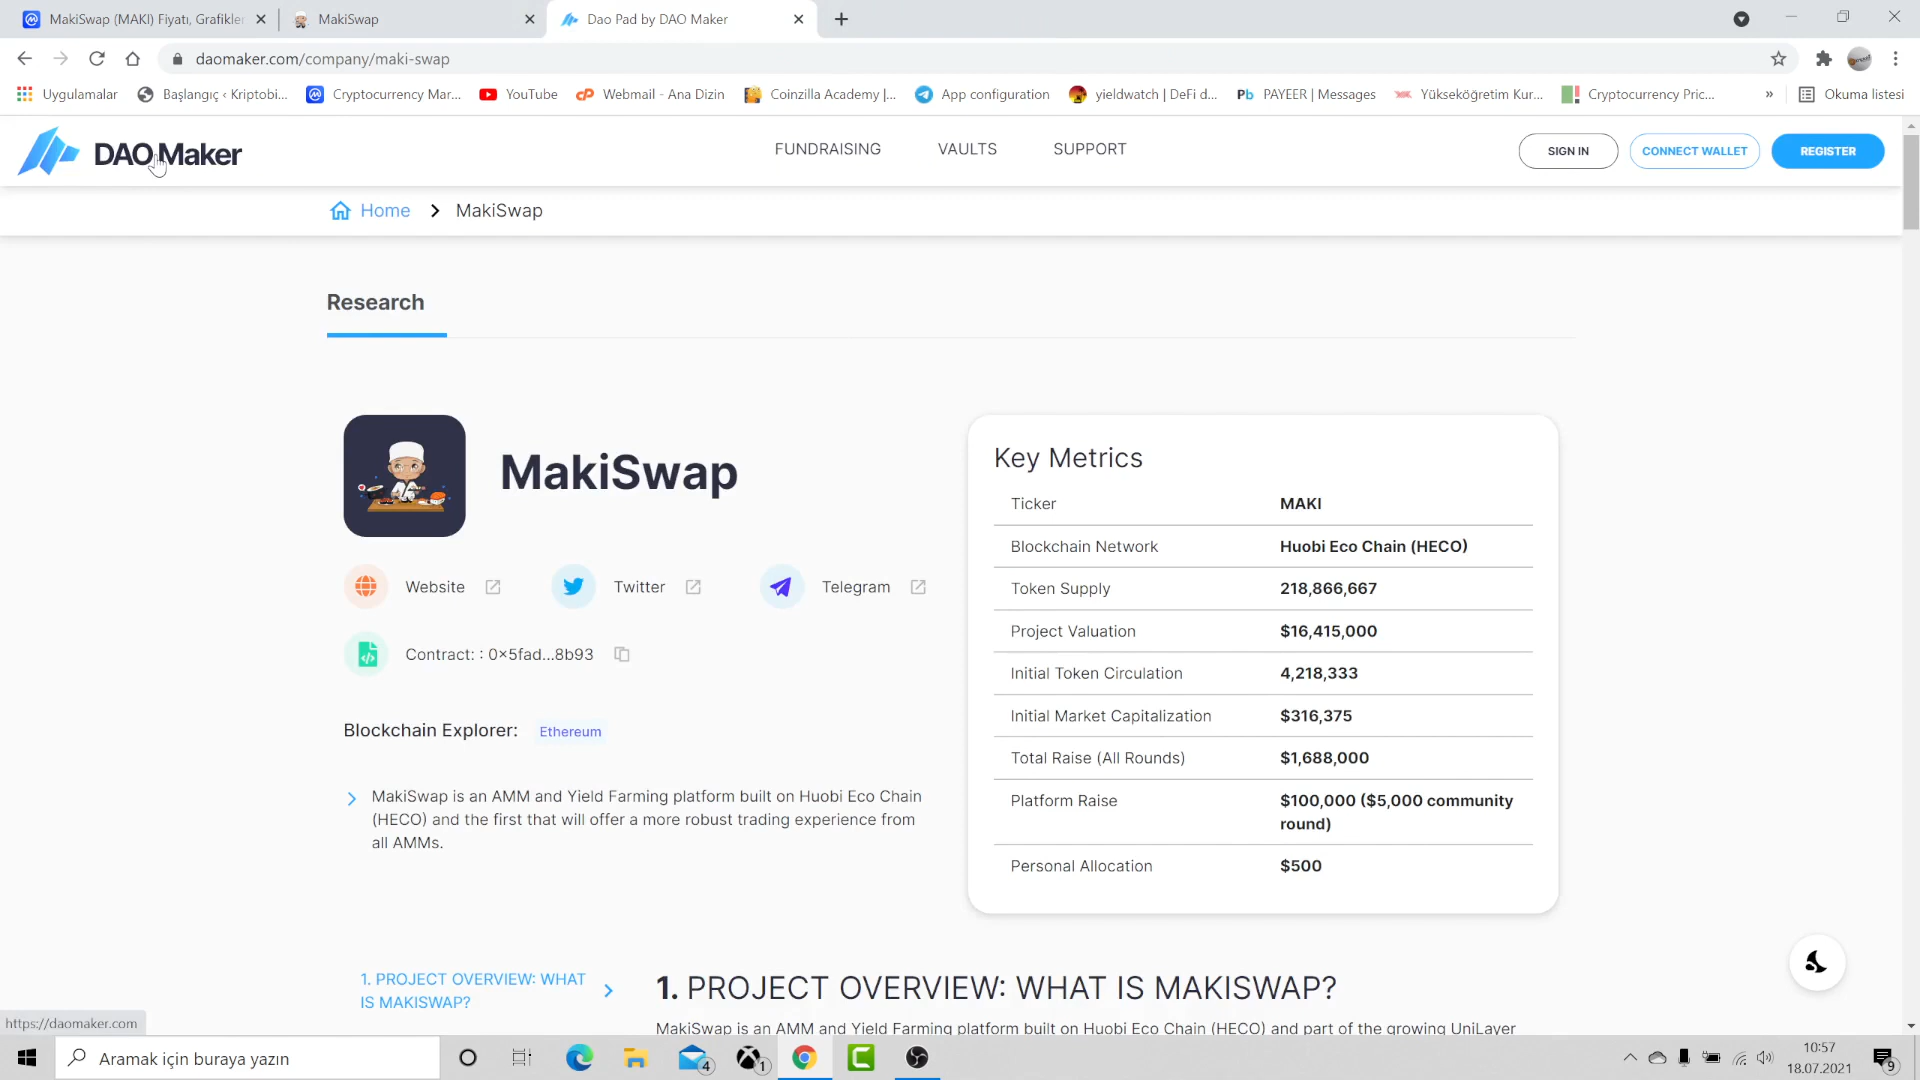 MakiSwap (MAKI) Fiyatı, Grafikler
MakiSwap
Dao Pad by DAO Maker
daomaker.com/company/maki-swap
Uygulamalar
Başlangıç ‹ Kriptobi...
Cryptocurrency Mar...
YouTube
cP Webmail - Ana Dizin
Coinzilla Academy |...
App configuration
yieldwatch | DeFi d...
Pb PAYEER | Messages
Yükseköğretim Kur...
Cryptocurrency Pric...
»
Okuma listesi
DAO Maker
FUNDRAISING
VAULTS
SUPPORT
SIGN IN
CONNECT WALLET
REGISTER
Home
MakiSwap
Research
MakiSwap
Website
Twitter
Telegram
Contract: : 0x5fad...8b93
Blockchain Explorer: Ethereum
MakiSwap is an AMM and Yield Farming platform built on Huobi Eco Chain
(HECO) and the first that will offer a more robust trading experience from
all AMMs.
Key Metrics
Ticker MAKI
Blockchain Network Huobi Eco Chain (HECO)
Token Supply 218,866,667
Project Valuation $16,415,000
Initial Token Circulation 4,218,333
Initial Market Capitalization $316,375
Total Raise (All Rounds) $1,688,000
Platform Raise $100,000 ($5,000 community
round)
Personal Allocation $500
1. PROJECT OVERVIEW: WHAT
IS MAKISWAP?
1. PROJECT OVERVIEW: WHAT IS MAKISWAP?
MakiSwap is an AMM and Yield Farming platform built on Huobi Eco Chain (HECO) and part of the growing UniLayer
https://daomaker.com
Aramak için buraya yazın
4
1
10:57
18.07.2021
9